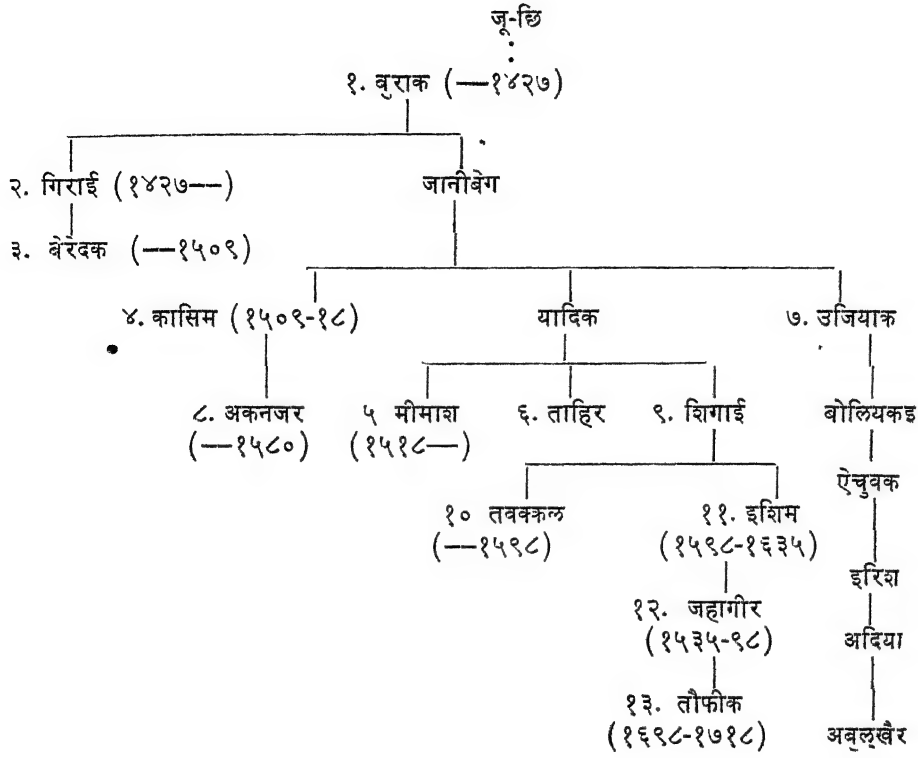 जू-छि
१. बुराक (—१४२७)
२. गिराई (१४२७—) जानीबेग
३. बेरेदक (—१५०९)
४. कासिम (१५०९-१८) यादिक ७. उजियाक
८. अकनजर ५ मीमाश ६. ताहिर ९. शिगाई बोलियकइ
(—१५८०) (१५१८—)
ऐचुवक
१० तवक्कल ११. इशिम
(—१५९८) (१५९८-१६३५)
इरिश
१२. जहागीर
(१५३५-९८) अदिया
१३. तौफीक
(१६९८-१७१८) अबुल्खैर